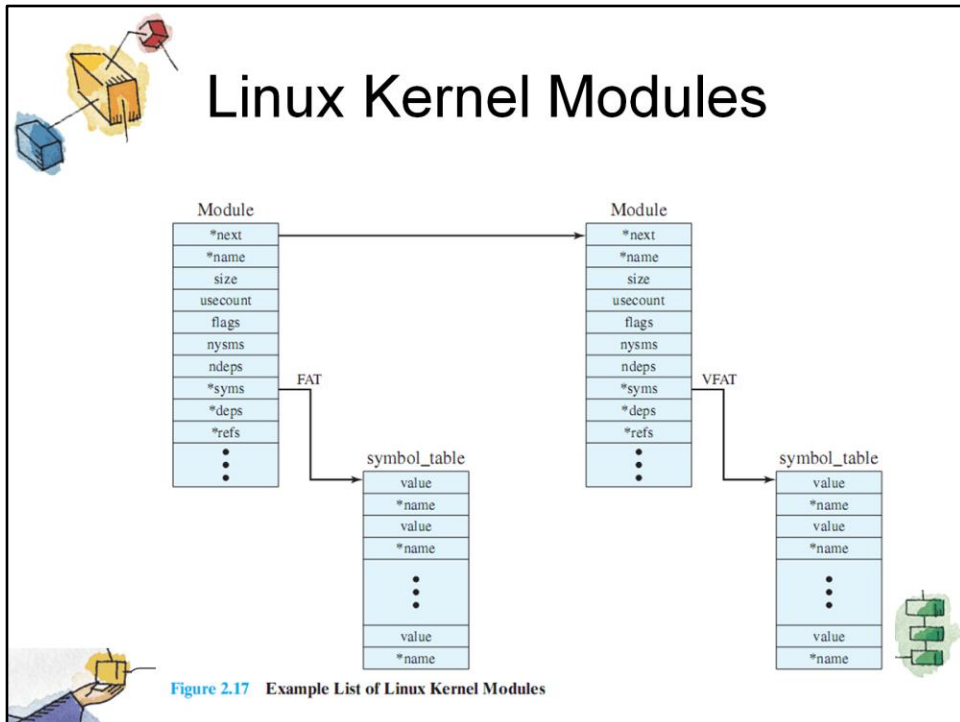 Linux Kernel Modules
Module
*next
*name
size
usecount
flags
nysms
ndeps
*syms
*deps
*refs
FAT
symbol_table
value
*name
value
*name
value
*name
Module
*next
*name
size
usecount
flags
nysms
ndeps
*syms
*deps
*refs
VFAT
symbol_table
value
*name
value
*name
value
*name
Figure 2.17 Example List of Linux Kernel Modules